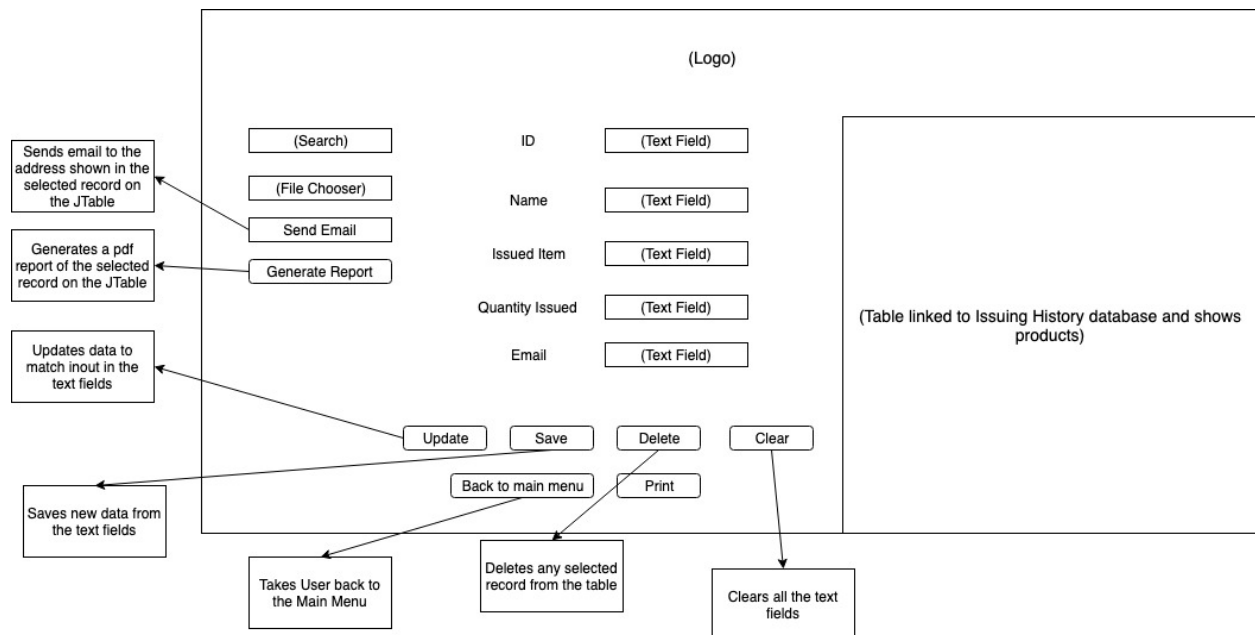 (Logo)
(Search)
ID
(Text Field)
Sends email to the
address shown in the
selected record on
the JTable
(File Chooser)
Name
(Text Field)
Send Email
Generates a pdf
report of the selected
record on the JTable
Generate Report
Issued Item
(Text Field)
Quantity Issued
(Text Field)
(Table linked to Issuing History database and shows
products)
Updates data to
match inout in the
text fields
Email
(Text Field)
Update
Save
Delete
Clear
Back to main menu
Print
Saves new data from
the text fields
Takes User back to
the Main Menu
Deletes any selected
record from the table
Clears all the text
fields